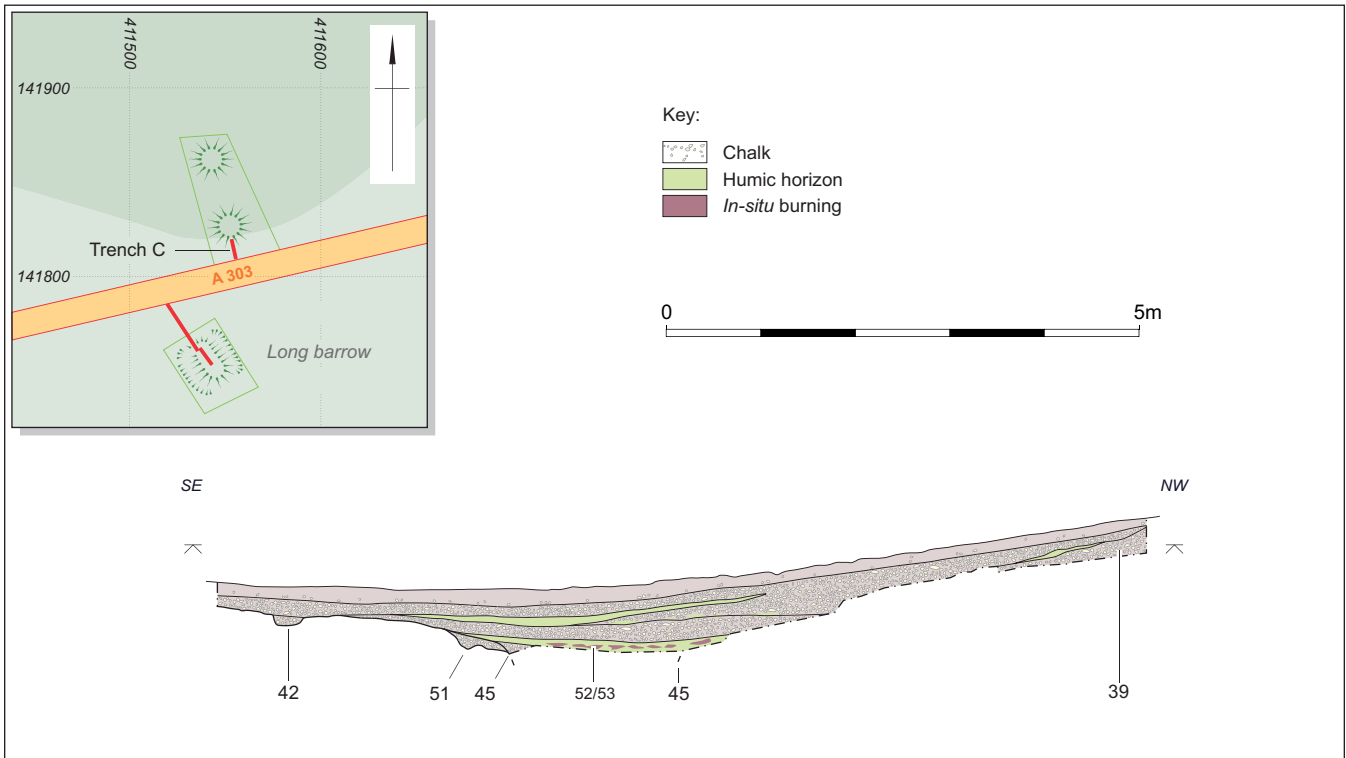 411500
411600
141900
Trench C
A 303
141800
Long barrow
Key:
Chalk
Humic horizon
In-situ burning
0 5m
SE
NW
42
51
45
52/53
45
39